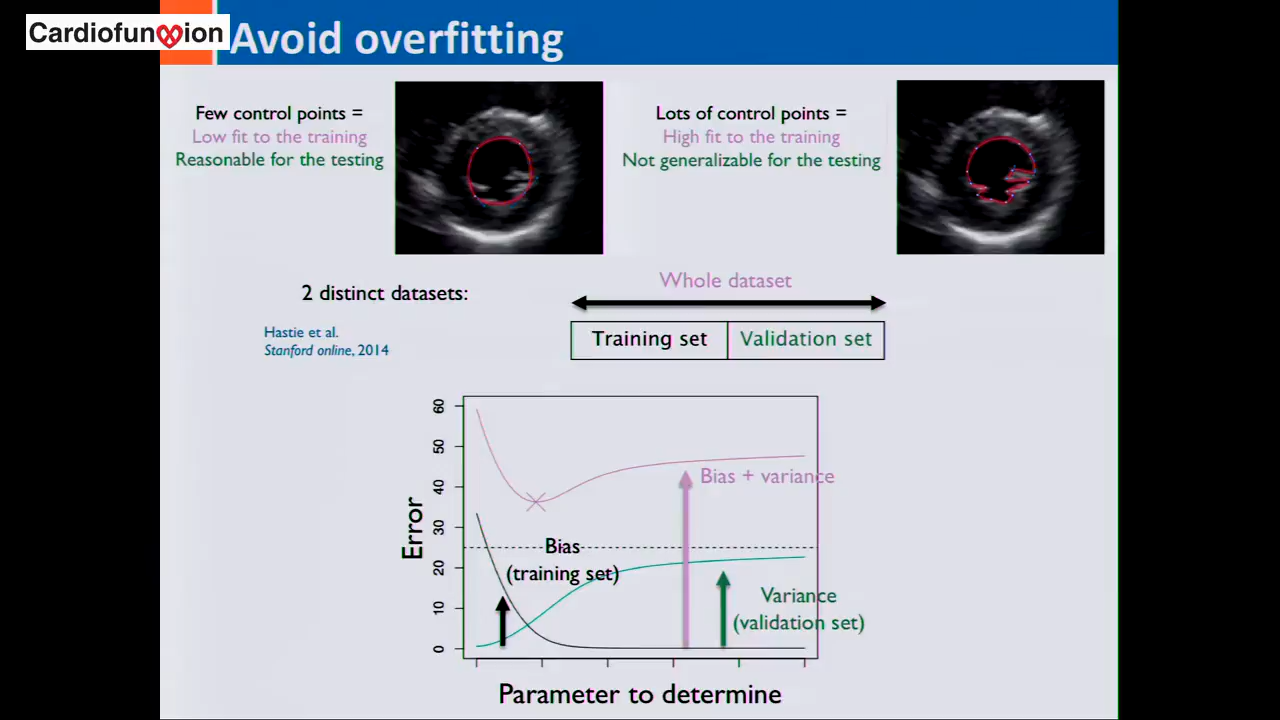 CardiofunXion
Avoid overfitting
Few control points =
Low fit to the training
Reasonable for the testing
Lots of control points =
High fit to the training
Not generalizable for the testing
2 distinct datasets:
Hastie et al.
Stanford online, 2014
Whole dataset
Training set
Validation set
60
50
40
30
20
10
0
Error
Bias + variance
Bias
(training set)
Variance
(validation set)
Parameter to determine